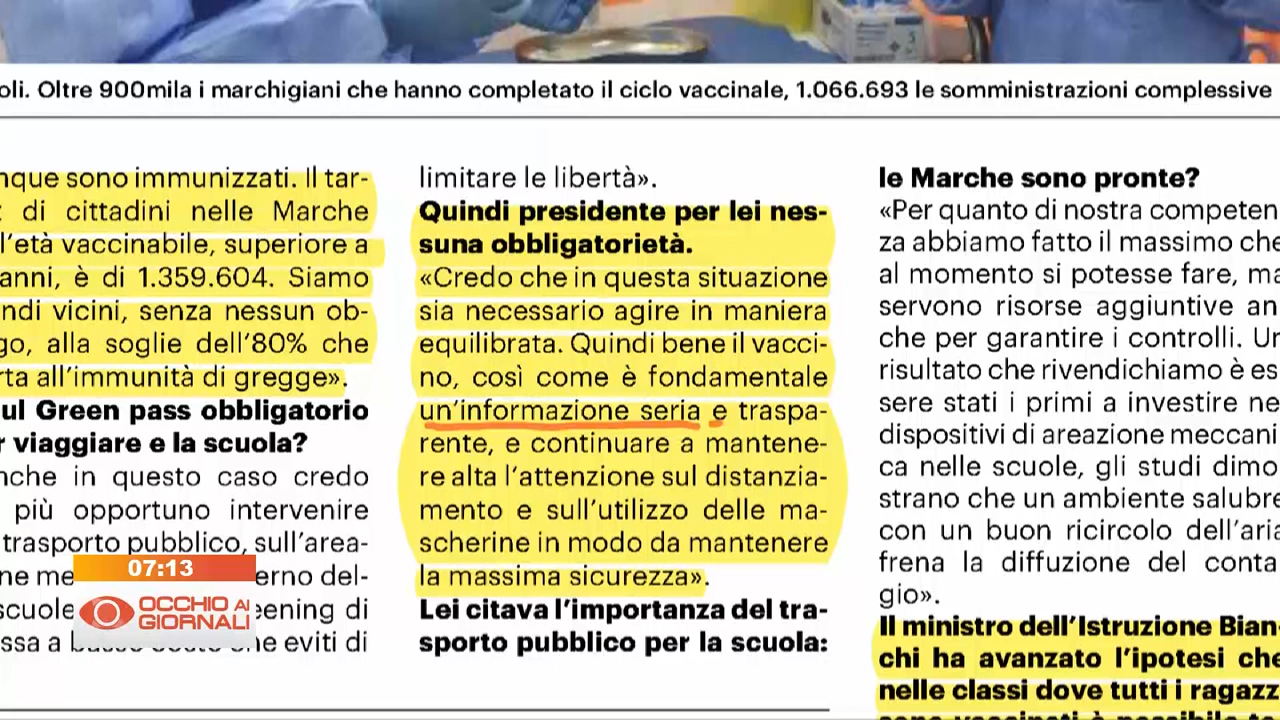 oli. Oltre 900mila i marchigiani che hanno completato il ciclo vaccinale, 1.066.693 le somministrazioni complessive
nque sono immunizzati. Il tar-
di cittadini nelle Marche
l'età vaccinabile, superiore a
anni, è di 1.359.604. Siamo
ndi vicini, senza nessun ob-
go, alla soglie dell'80% che
rta all'immunità di gregge».
ul Green pass obbligatorio
r viaggiare e la scuola?
nche in questo caso credo
più opportuno intervenire
trasporto pubblico, sull'area-
ne me erno del-
scuole eening di
ssa a he eviti di
limitare le libertà».
Quindi presidente per lei nes-
suna obbligatorietà.
«Credo che in questa situazione
sia necessario agire in maniera
equilibrata. Quindi bene il vacci-
no, così come è fondamentale
un'informazione seria e traspa-
rente, e continuare a mantene-
re alta l'attenzione sul distanzia-
mento e sull'utilizzo delle ma-
scherine in modo da mantenere
la massima sicurezza».
Lei citava l'importanza del tra-
sporto pubblico per la scuola:
le Marche sono pronte?
«Per quanto di nostra competen
za abbiamo fatto il massimo che
al momento si potesse fare, ma
servono risorse aggiuntive an
che per garantire i controlli. Un
risultato che rivendichiamo è es
sere stati i primi a investire ne
dispositivi di areazione meccani
ca nelle scuole, gli studi dimo
strano che un ambiente salubre
con un buon ricircolo dell'aria
frena la diffusione del conta
gio».
Il ministro dell'Istruzione Bian-
chi ha avanzato l'ipotesi che
nelle classi dove tutti i ragazz
07:13
OCCHIO AI
GIORNALI